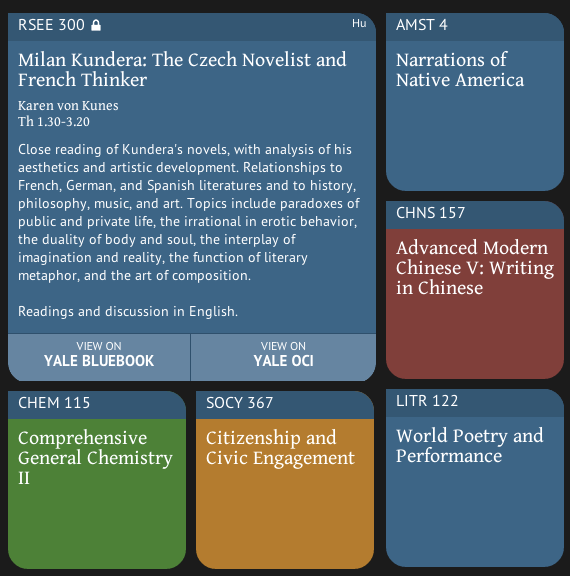 RSEE 300
Hu
Milan Kundera: The Czech Novelist and
French Thinker
Karen von Kunes
Th 1.30-3.20
Close reading of Kundera's novels, with analysis of his
aesthetics and artistic development. Relationships to
French, German, and Spanish literatures and to history,
philosophy, music, and art. Topics include paradoxes of
public and private life, the irrational in erotic behavior,
the duality of body and soul, the interplay of
imagination and reality, the function of literary
metaphor, and the art of composition.
Readings and discussion in English.
VIEW ON
YALE BLUEBOOK
VIEW ON
YALE OCI
AMST 4
Narrations of
Native America
CHNS 157
Advanced Modern
Chinese V: Writing
in Chinese
CHEM 115
Comprehensive
General Chemistry
II
SOCY 367
Citizenship and
Civic Engagement
LITR 122
World Poetry and
Performance